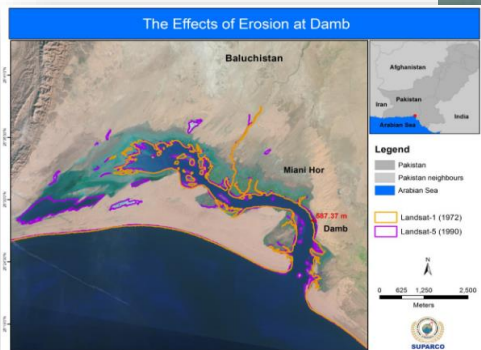 The Effects of Erosion at Damb
Baluchistan
Miani Hor
887.37 m
Damb
Afghanistan
Iran
Pakistan
India
Arabian Sea
Legend
Pakistan
Pakistan neighbours
Arabian Sea
Landsat-1 (1972)
Landsat-5 (1990)
N
0 625 1,250 2,500
Meters
SUPARCO